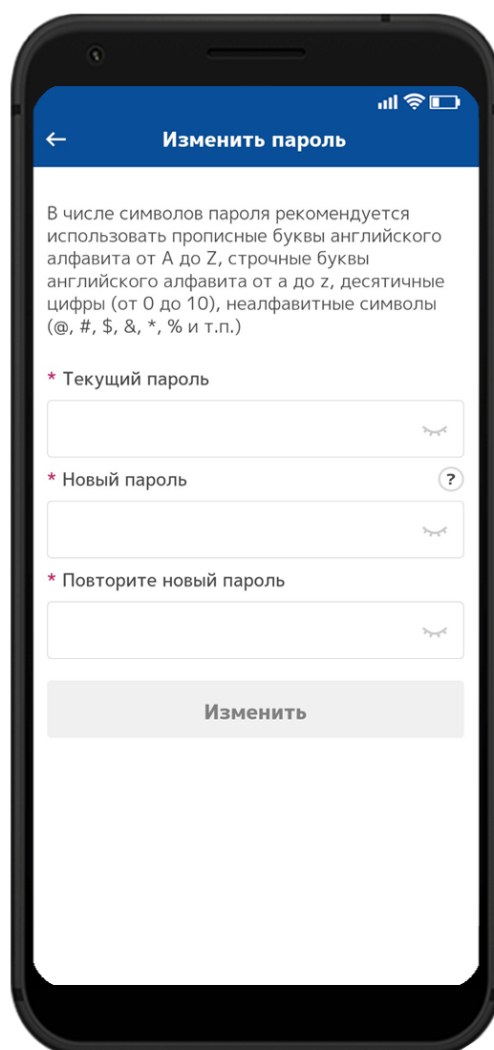 Изменить пароль
В числе символов пароля рекомендуется
использовать прописные буквы английского
алфавита от A до Z, строчные буквы
английского алфавита от a до z, десятичные
цифры (от 0 до 10), неалфавитные символы
(@, #, $, &, *, % и т.п.)
* Текущий пароль
* Новый пароль ?
* Повторите новый пароль
Изменить